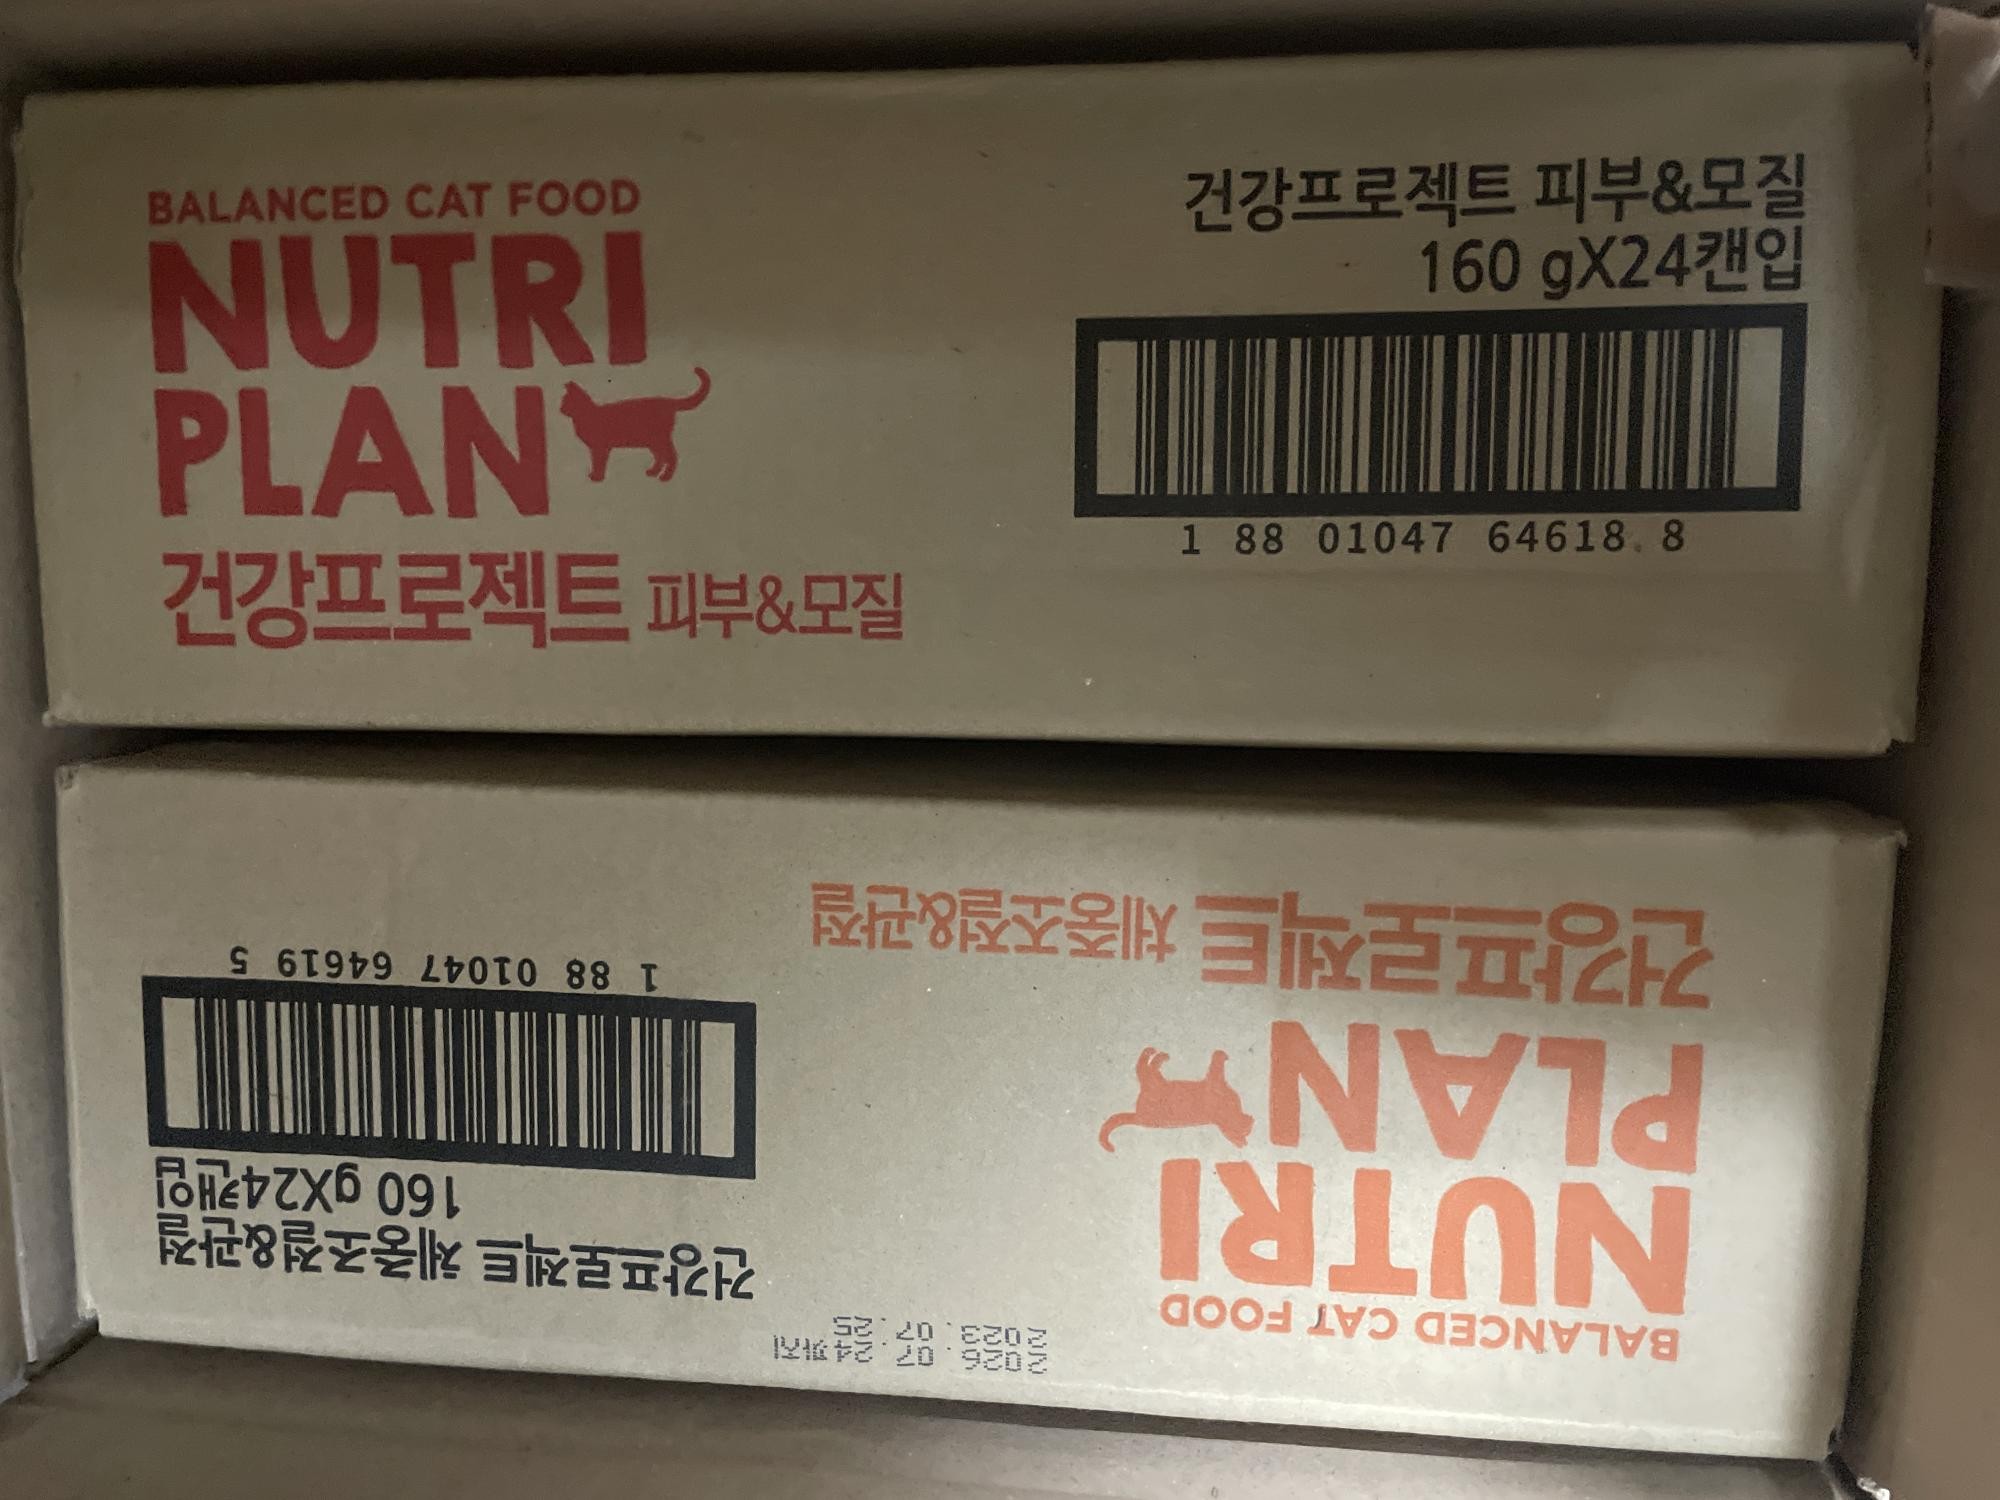 BALANCED CAT FOOD
NUTRI
PLAN
건강프로젝트 피부&모질
건강프로젝트 피부&모질
160 gX24캔입
1 88 01047 64618 8
BALANCED CAT FOOD
NUTRI
PLAN
건강프로젝트 체중조절&관절
2023. 07. 25
2026. 07. 24까지
건강프로젝트 체중조절&관절
160 gX24캔입
1 88 01047 64619 5